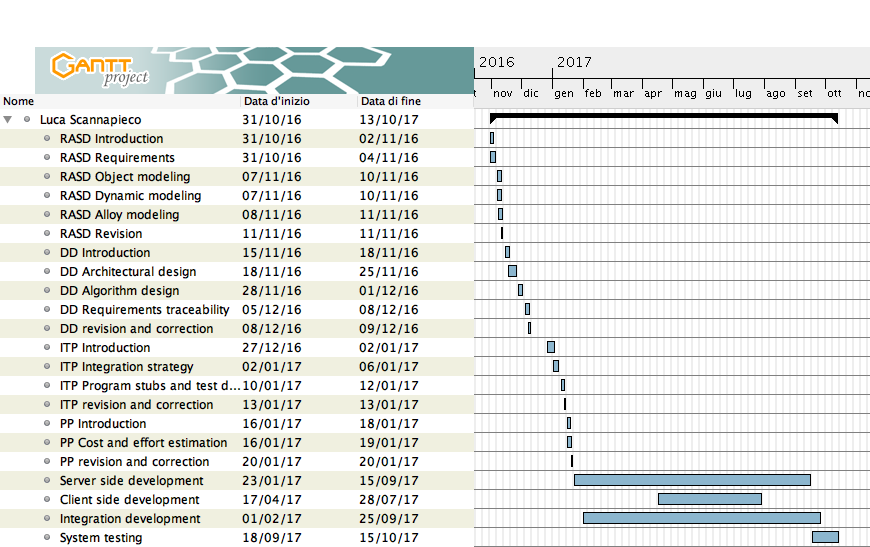 GANTT project
2016 2017
t nov dic gen feb mar apr mag giu lug ago set ott no
Nome Data d'inizio Data di fine
Luca Scannapieco 31/10/16 13/10/17
RASD Introduction 31/10/16 02/11/16
RASD Requirements 31/10/16 04/11/16
RASD Object modeling 07/11/16 10/11/16
RASD Dynamic modeling 07/11/16 10/11/16
RASD Alloy modeling 08/11/16 11/11/16
RASD Revision 11/11/16 11/11/16
DD Introduction 15/11/16 18/11/16
DD Architectural design 18/11/16 25/11/16
DD Algorithm design 28/11/16 01/12/16
DD Requirements traceability 05/12/16 08/12/16
DD revision and correction 08/12/16 09/12/16
ITP Introduction 27/12/16 02/01/17
ITP Integration strategy 02/01/17 06/01/17
ITP Program stubs and test d... 10/01/17 12/01/17
ITP revision and correction 13/01/17 13/01/17
PP Introduction 16/01/17 18/01/17
PP Cost and effort estimation 16/01/17 19/01/17
PP revision and correction 20/01/17 20/01/17
Server side development 23/01/17 15/09/17
Client side development 17/04/17 28/07/17
Integration development 01/02/17 25/09/17
System testing 18/09/17 15/10/17